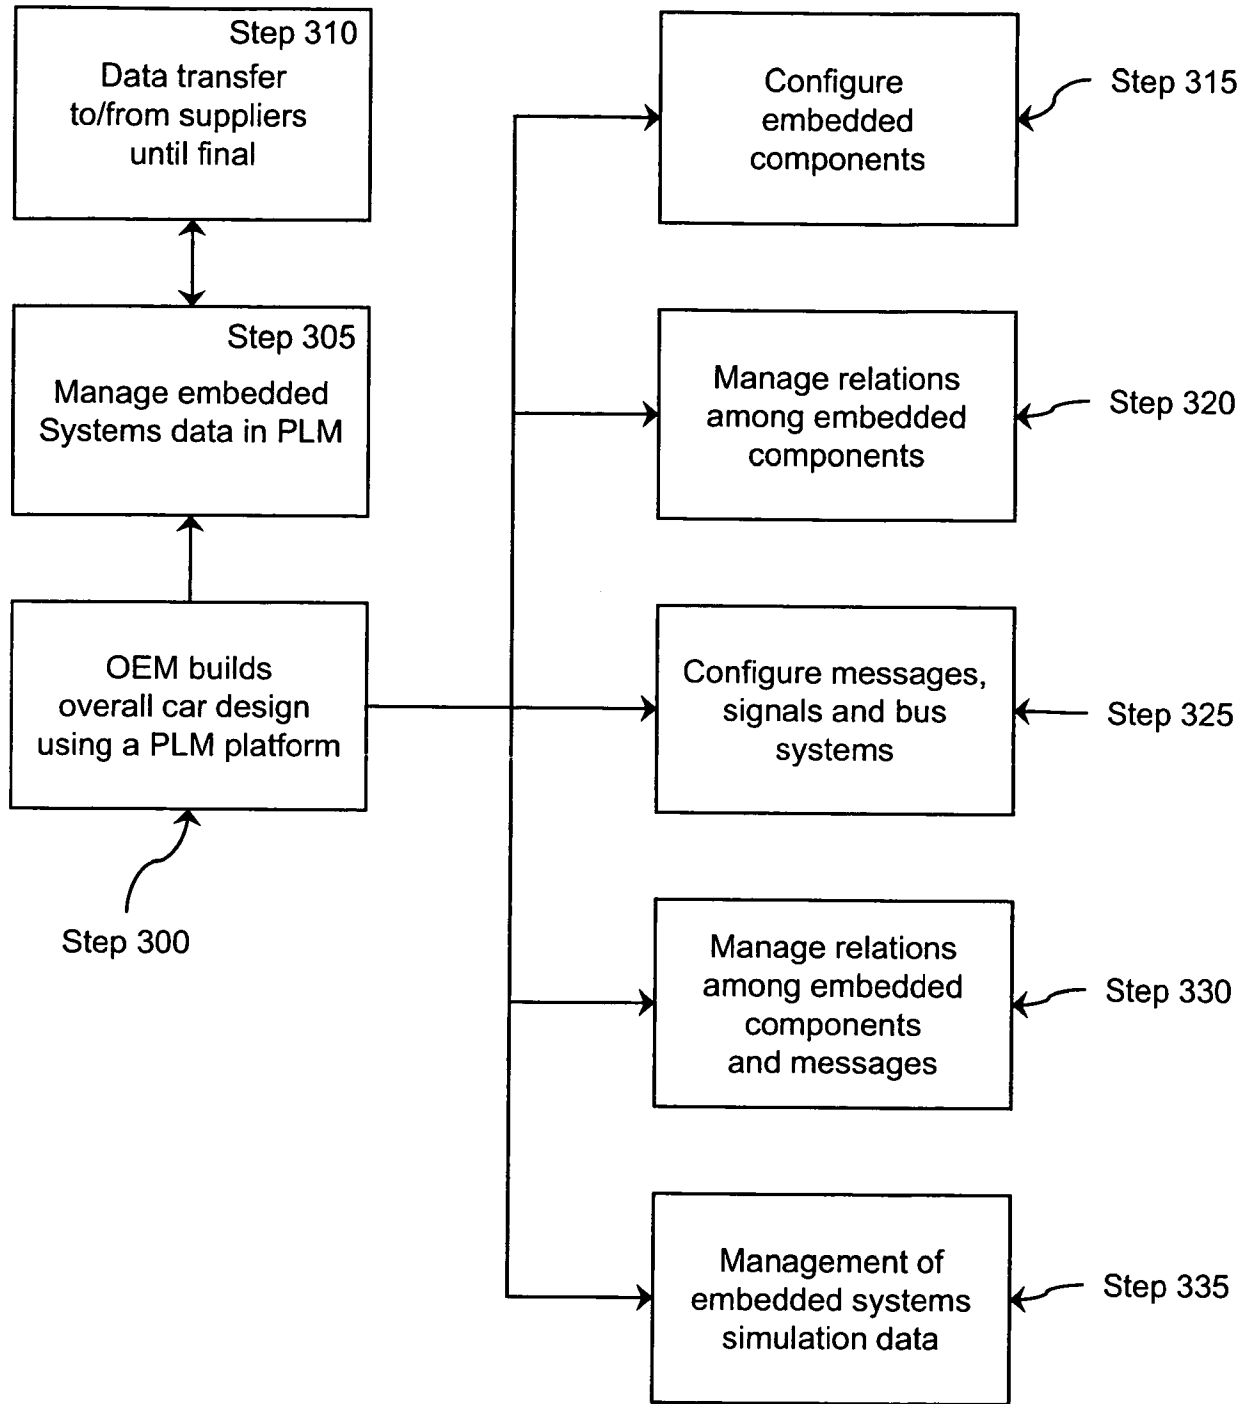 Step 310
Data transfer
to/from suppliers
until final
Step 305
Manage embedded
Systems data in PLM
OEM builds
overall car design
using a PLM platform
Step 300
Configure
embedded
components
Step 315
Manage relations
among embedded
components
Step 320
Configure messages,
signals and bus
systems
Step 325
Manage relations
among embedded
components
and messages
Step 330
Management of
embedded systems
simulation data
Step 335